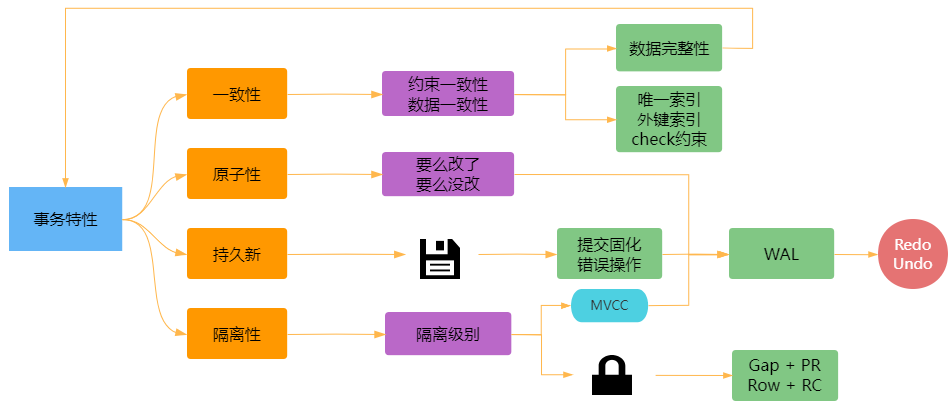 数据完整性
一致性
约束一致性
数据一致性
唯一索引
外键索引
check约束
原子性
要么改了
要么没改
事务特性
持久新
提交固化
错误操作
WAL
Redo
Undo
MVCC
隔离性
隔离级别
Gap + PR
Row + RC